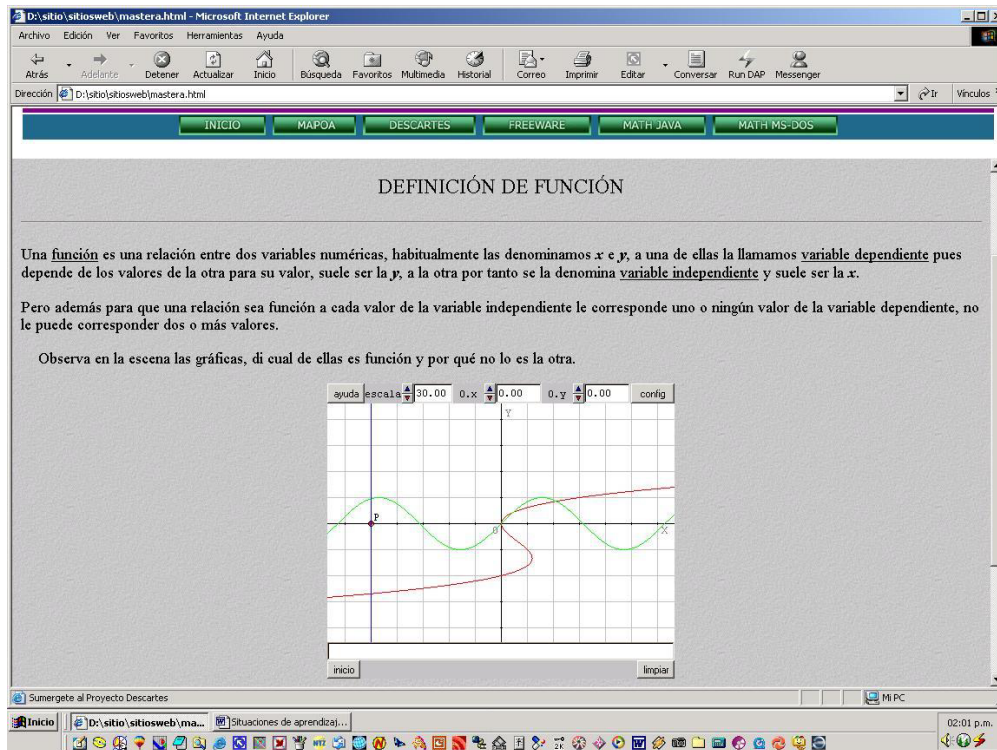 D:\sitio\sitiosweb\mastera.html - Microsoft Internet Explorer
Archivo Edición Ver Favoritos Herramientas Ayuda
Atrás Adelante Detener Actualizar Inicio Búsqueda Favoritos Multimedia Historial Correo Imprimir Editar Conversar Run DAP Messenger
Dirección D:\sitio\sitiosweb\mastera.html Ir Vínculos
INICIO MAPOA DESCARTES FREEWARE MATH JAVA MATH MS-DOS
DEFINICIÓN DE FUNCIÓN
Una función es una relación entre dos variables numéricas, habitualmente las denominamos x e y, a una de ellas la llamamos variable dependiente pues
depende de los valores de la otra para su valor, suele ser la y, a la otra por tanto se la denomina variable independiente y suele ser la x.
Pero además para que una relación sea función a cada valor de la variable independiente le corresponde uno o ningún valor de la variable dependiente, no
le puede corresponder dos o más valores.
Observa en la escena las gráficas, di cual de ellas es función y por qué no lo es la otra.
ayuda escala 30.00 0.x 0.00 0.y 0.00 config
Y
P
0 X
inicio limpiar
Sumergete al Proyecto Descartes Mi PC
Inicio D:\sitio\sitiosweb\ma... Situaciones de aprendizaj... 02:01 p.m.